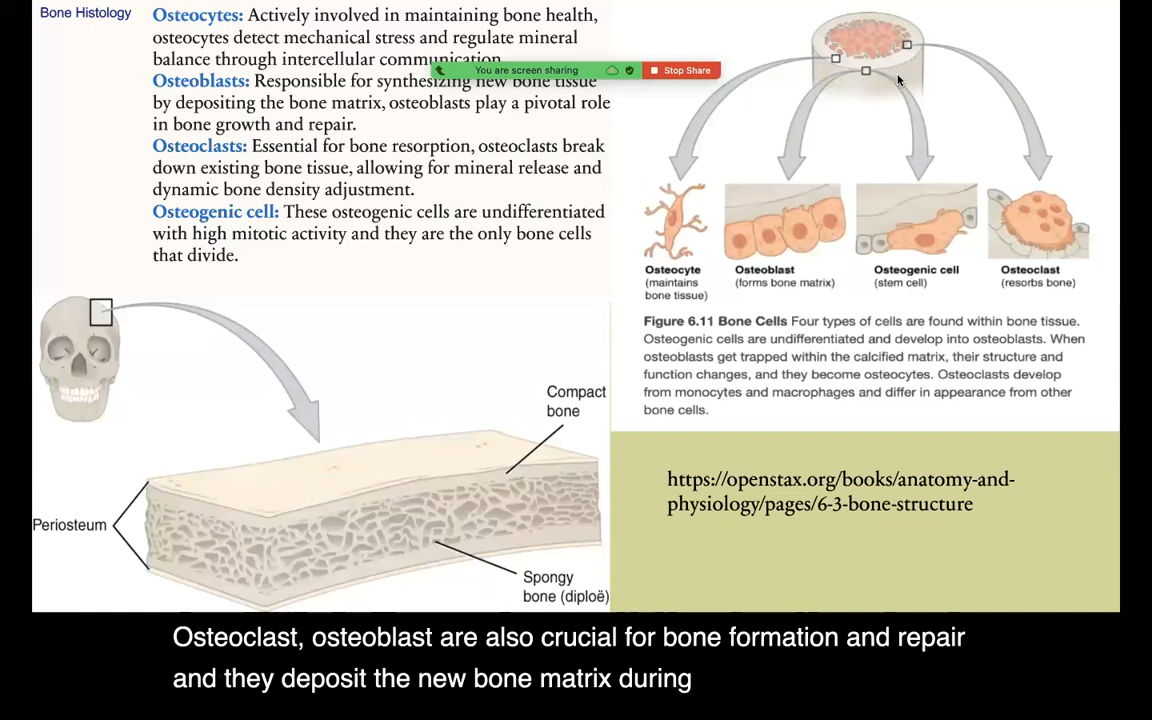 Bone Histology
Osteocytes: Actively involved in maintaining bone health,
osteocytes detect mechanical stress and regulate mineral
balance through intercellular communication.
You are screen sharing
Stop Share
Osteoblasts: Responsible for synthesizing new bone tissue
by depositing the bone matrix, osteoblasts play a pivotal role
in bone growth and repair.
Osteoclasts: Essential for bone resorption, osteoclasts break
down existing bone tissue, allowing for mineral release and
dynamic bone density adjustment.
Osteogenic cell: These osteogenic cells are undifferentiated
with high mitotic activity and they are the only bone cells
that divide.
Compact
bone
Periosteum
Spongy
bone (diploë)
Osteocyte
(maintains
bone tissue)
Osteoblast
(forms bone matrix)
Osteogenic cell
(stem cell)
Osteoclast
(resorbs bone)
Figure 6.11 Bone Cells Four types of cells are found within bone tissue.
Osteogenic cells are undifferentiated and develop into osteoblasts. When
osteoblasts get trapped within the calcified matrix, their structure and
function changes, and they become osteocytes. Osteoclasts develop
from monocytes and macrophages and differ in appearance from other
bone cells.
https://openstax.org/books/anatomy-and-
physiology/pages/6-3-bone-structure
Osteoclast, osteoblast are also crucial for bone formation and repair
and they deposit the new bone matrix during